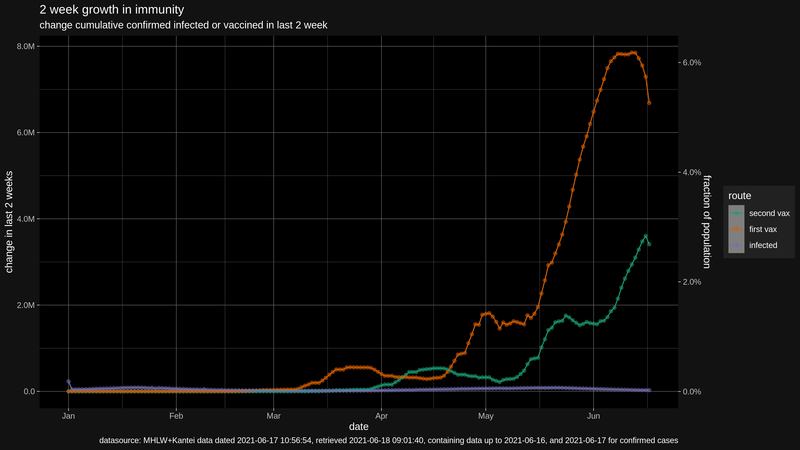 2 week growth in immunity
change cumulative confirmed infected or vaccined in last 2 week
8.0M
6.0M
4.0M
2.0M
0.0
change in last 2 weeks
6.0%
4.0%
2.0%
0.0%
fraction of population
route
second vax
first vax
infected
Jan Feb Mar Apr May Jun
date
datasource: MHLW+Kantei data dated 2021-06-17 10:56:54, retrieved 2021-06-18 09:01:40, containing data up to 2021-06-16, and 2021-06-17 for confirmed cases